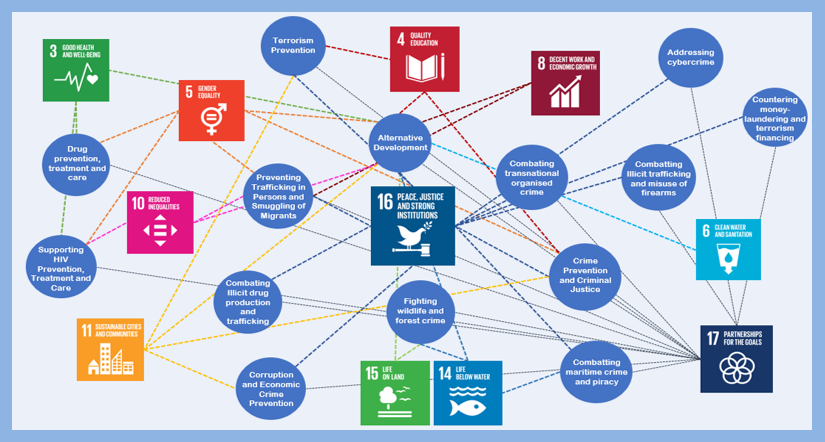 Terrorism
Prevention
4 QUALITY
EDUCATION
Addressing
cybercrime
3 GOOD HEALTH
AND WELL-BEING
8 DECENT WORK AND
ECONOMIC GROWTH
5 GENDER
EQUALITY
Countering
money-
laundering and
terrorism
financing
Alternative
Development
Drug
prevention,
treatment and
care
Preventing
Trafficking in
Persons and
Smuggling of
Migrants
Combating
transnational
organised
crime
Combatting
Illicit trafficking
and misuse of
firearms
10 REDUCED
INEQUALITIES
16 PEACE, JUSTICE
AND STRONG
INSTITUTIONS
6 CLEAN WATER
AND SANITATION
Supporting
HIV
Prevention,
Treatment and
Care
Crime
Prevention
and Criminal
Justice
Combating
Illicit drug
production
and
trafficking
Fighting
wildlife and
forest crime
11 SUSTAINABLE CITIES
AND COMMUNITIES
17 PARTNERSHIPS
FOR THE GOALS
Corruption
and Economic
Crime
Prevention
15 LIFE
ON LAND
14 LIFE
BELOW WATER
Combatting
maritime crime
and piracy